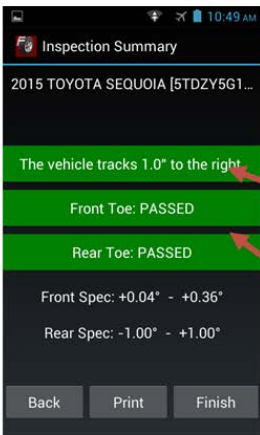 10:49 AM
Inspection Summary
2015 TOYOTA SEQUOIA [5TDZY5G1...
The vehicle tracks 1.0" to the right
Front Toe: PASSED
Rear Toe: PASSED
Front Spec: +0.04° - +0.36°
Rear Spec: -1.00° - +1.00°
Back Print Finish